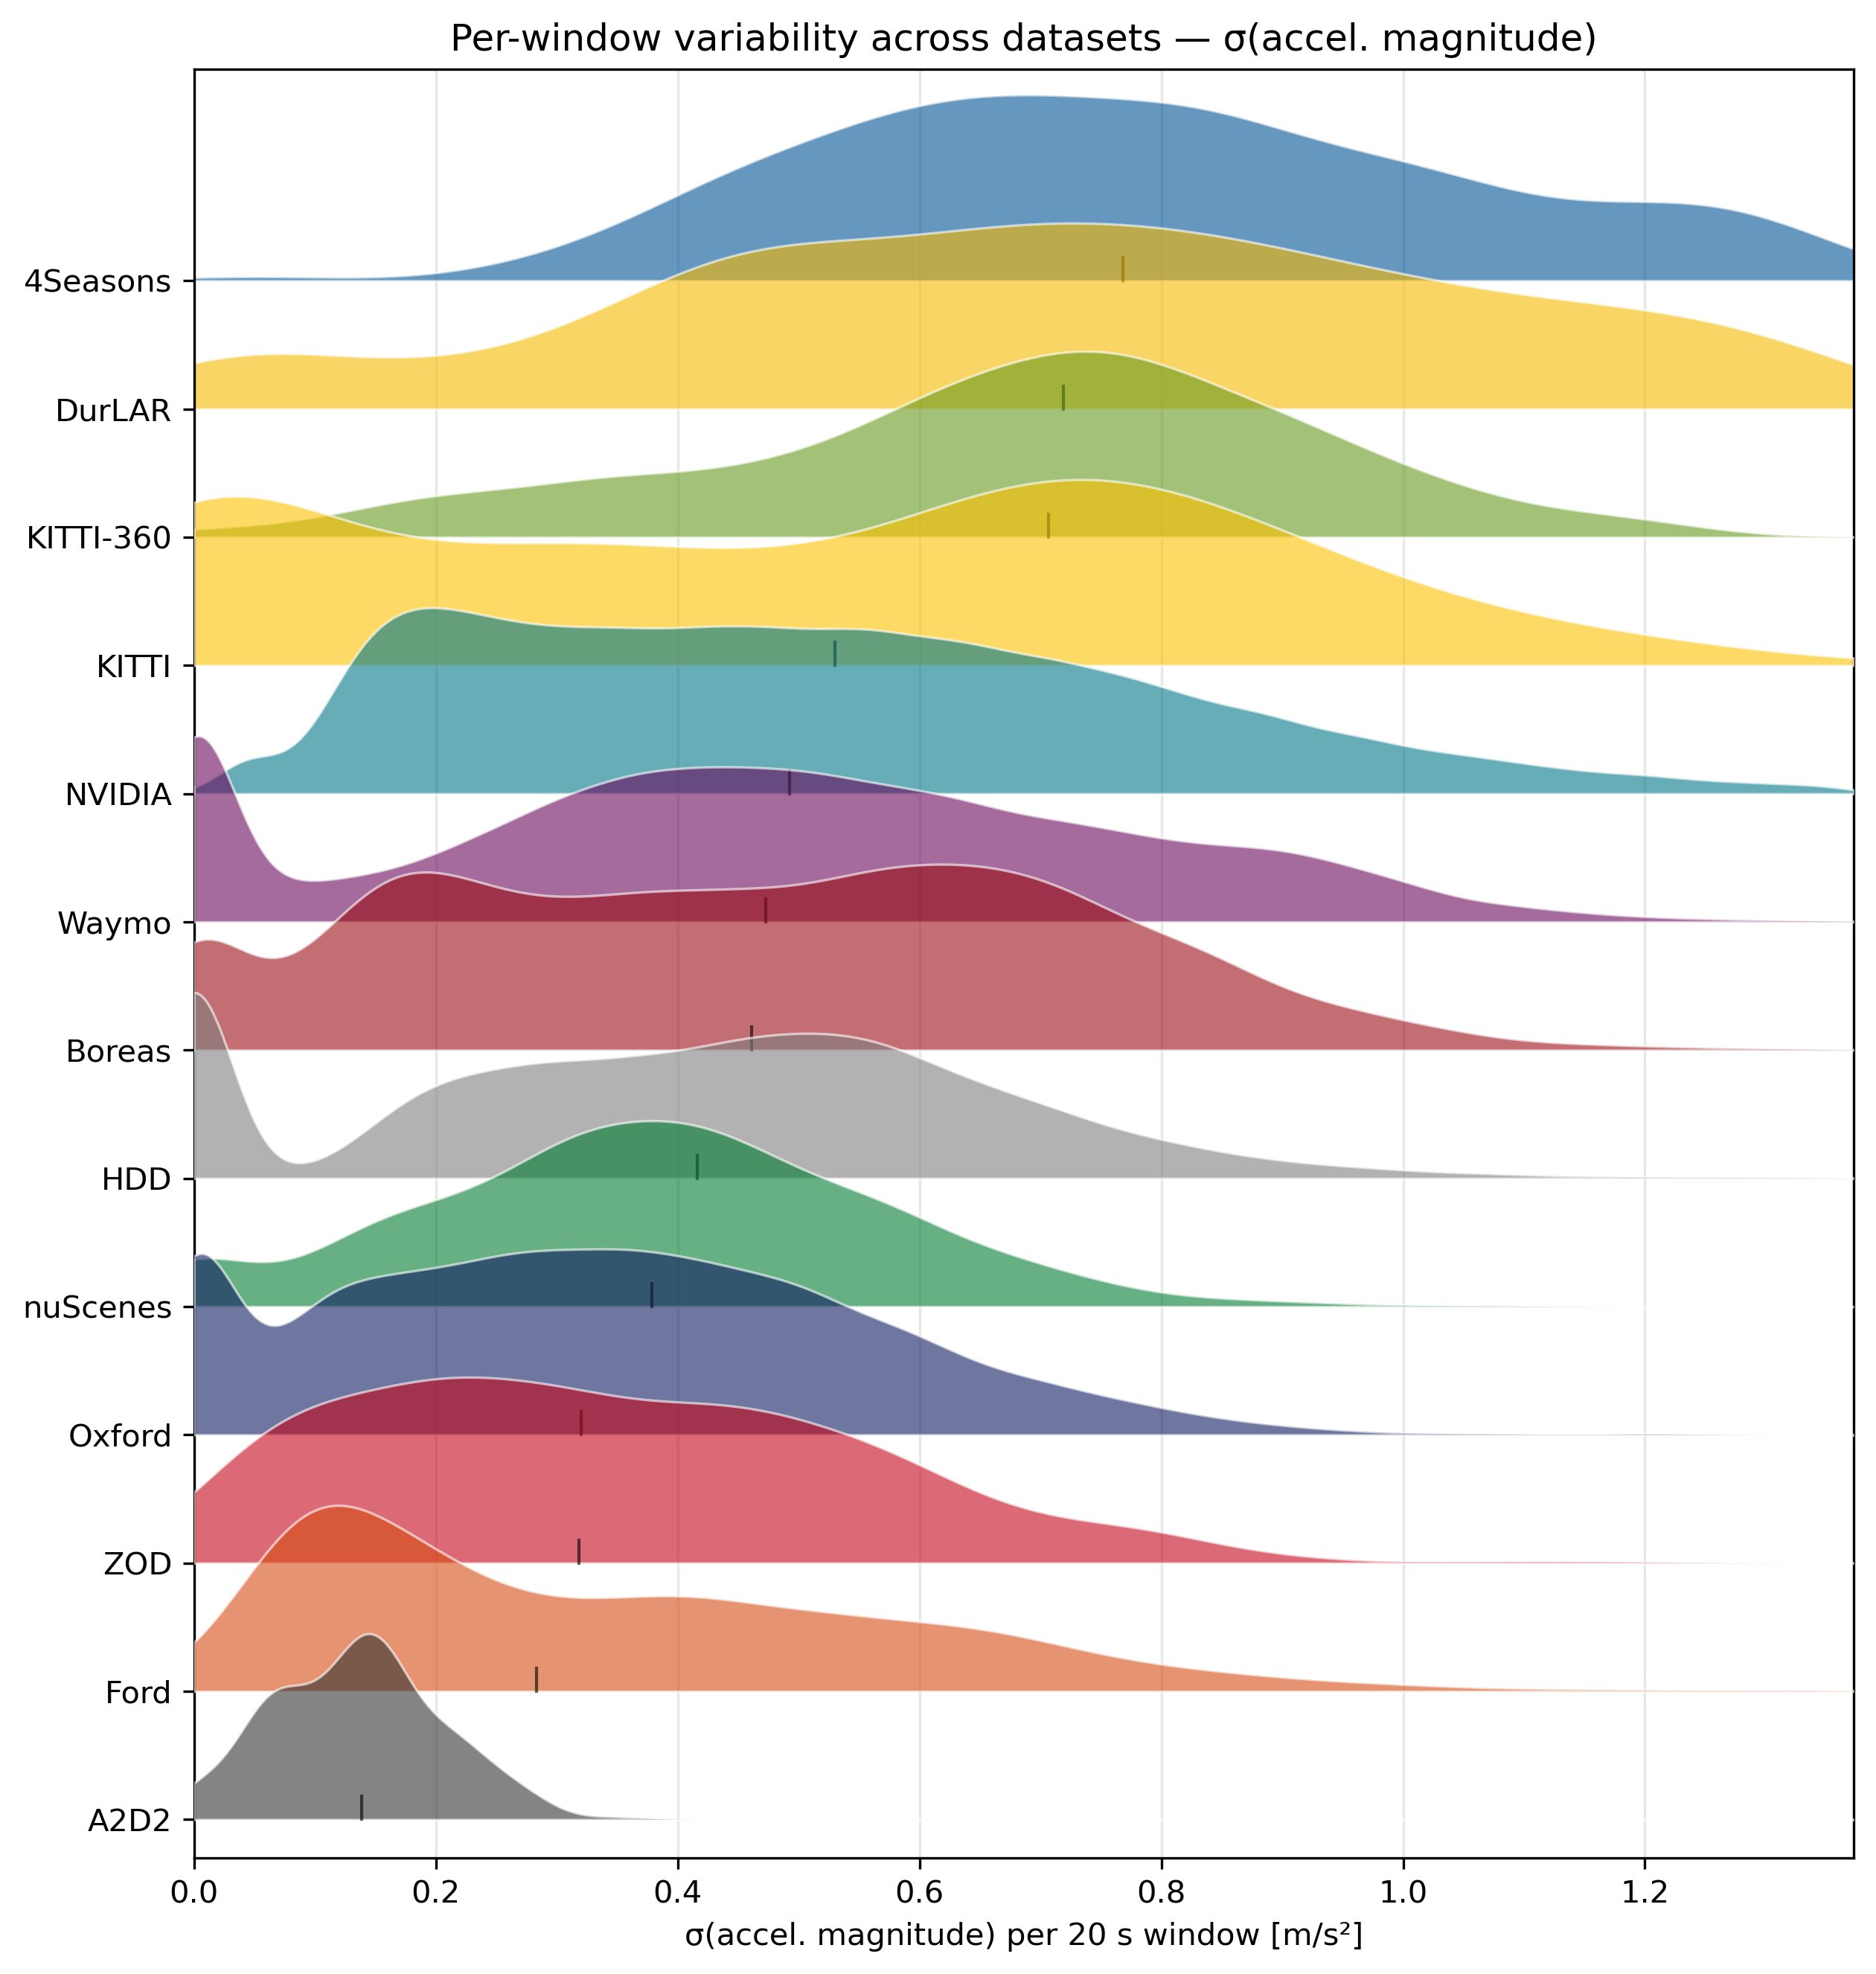 Per-window variability across datasets — σ(accel. magnitude)
4Seasons
DurLAR
KITTI-360
KITTI
NVIDIA
Waymo
Boreas
HDD
nuScenes
Oxford
ZOD
Ford
A2D2
0.0 0.2 0.4 0.6 0.8 1.0 1.2
σ(accel. magnitude) per 20 s window [m/s²]